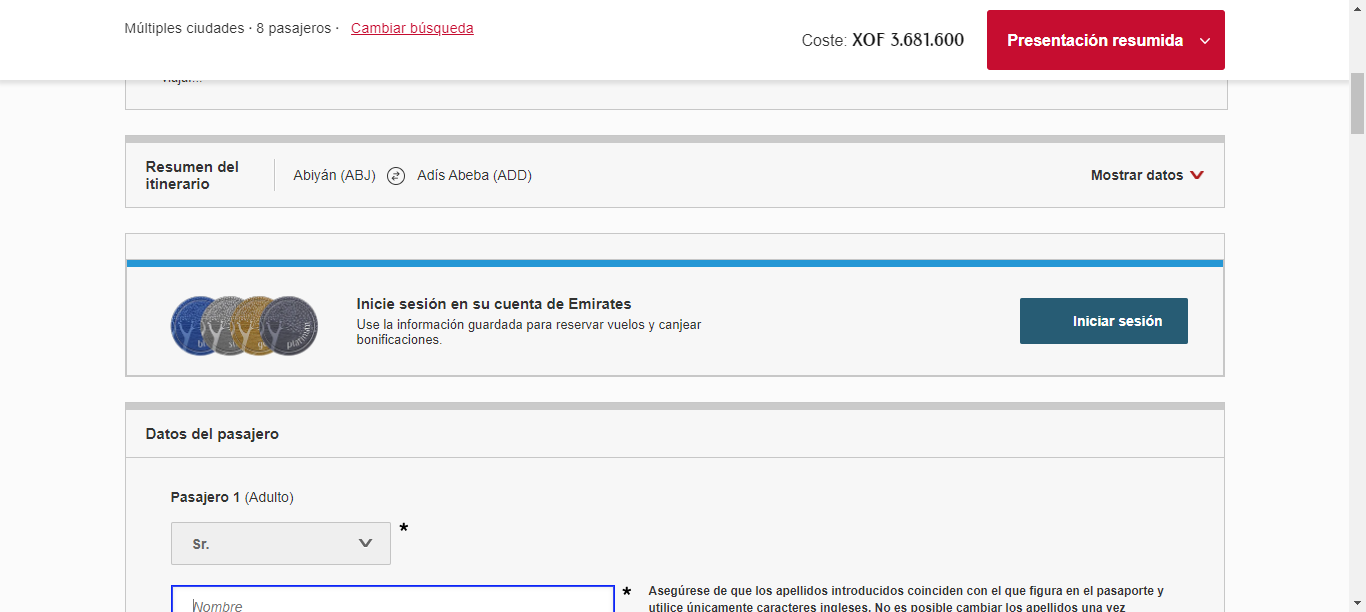 Múltiples ciudades · 8 pasajeros · Cambiar búsqueda
Coste: XOF 3.681.600
Presentación resumida
Resumen del
itinerario
Abiyán (ABJ)
Adís Abeba (ADD)
Mostrar datos
Inicie sesión en su cuenta de Emirates
Use la información guardada para reservar vuelos y canjear
bonificaciones.
Iniciar sesión
platinum
Datos del pasajero
Pasajero 1 (Adulto)
Sr.
*
Nombre
*
Asegúrese de que los apellidos introducidos coinciden con el que figura en el pasaporte y
utilice únicamente caracteres ingleses. No es posible cambiar los apellidos una vez